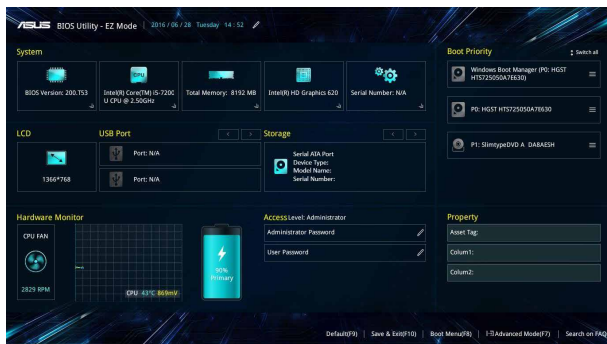 ASUS BIOS Utility - EZ Mode | 2016 / 06 / 28 Tuesday 14 : 52
System
BIOS Version: 200.T53
CPU
Intel(R) Core(TM) i5-7200
U CPU @ 2.50GHz
Total Memory: 8192 MB
Intel(R) HD Graphics 620
Serial Number: N/A
Boot Priority
Switch all
Windows Boot Manager (P0: HGST
HTS725050A7E630)
P0: HGST HTS725050A7E630
P1: SlimtypeDVD A DA8AESH
LCD
1366*768
USB Port
Port: N/A
Port: N/A
Storage
Serial ATA Port
Device Type:
Model Name:
Serial Number:
Hardware Monitor
CPU FAN
2829 RPM
CPU 43°C 869mV
50%
Primary
Access Level: Administrator
Administrator Password
User Password
Property
Asset Tag:
Colum1:
Colum2:
Default(F9) | Save & Exit(F10) | Boot Menu(F8) | Advanced Mode(F7) | Search on FAQ